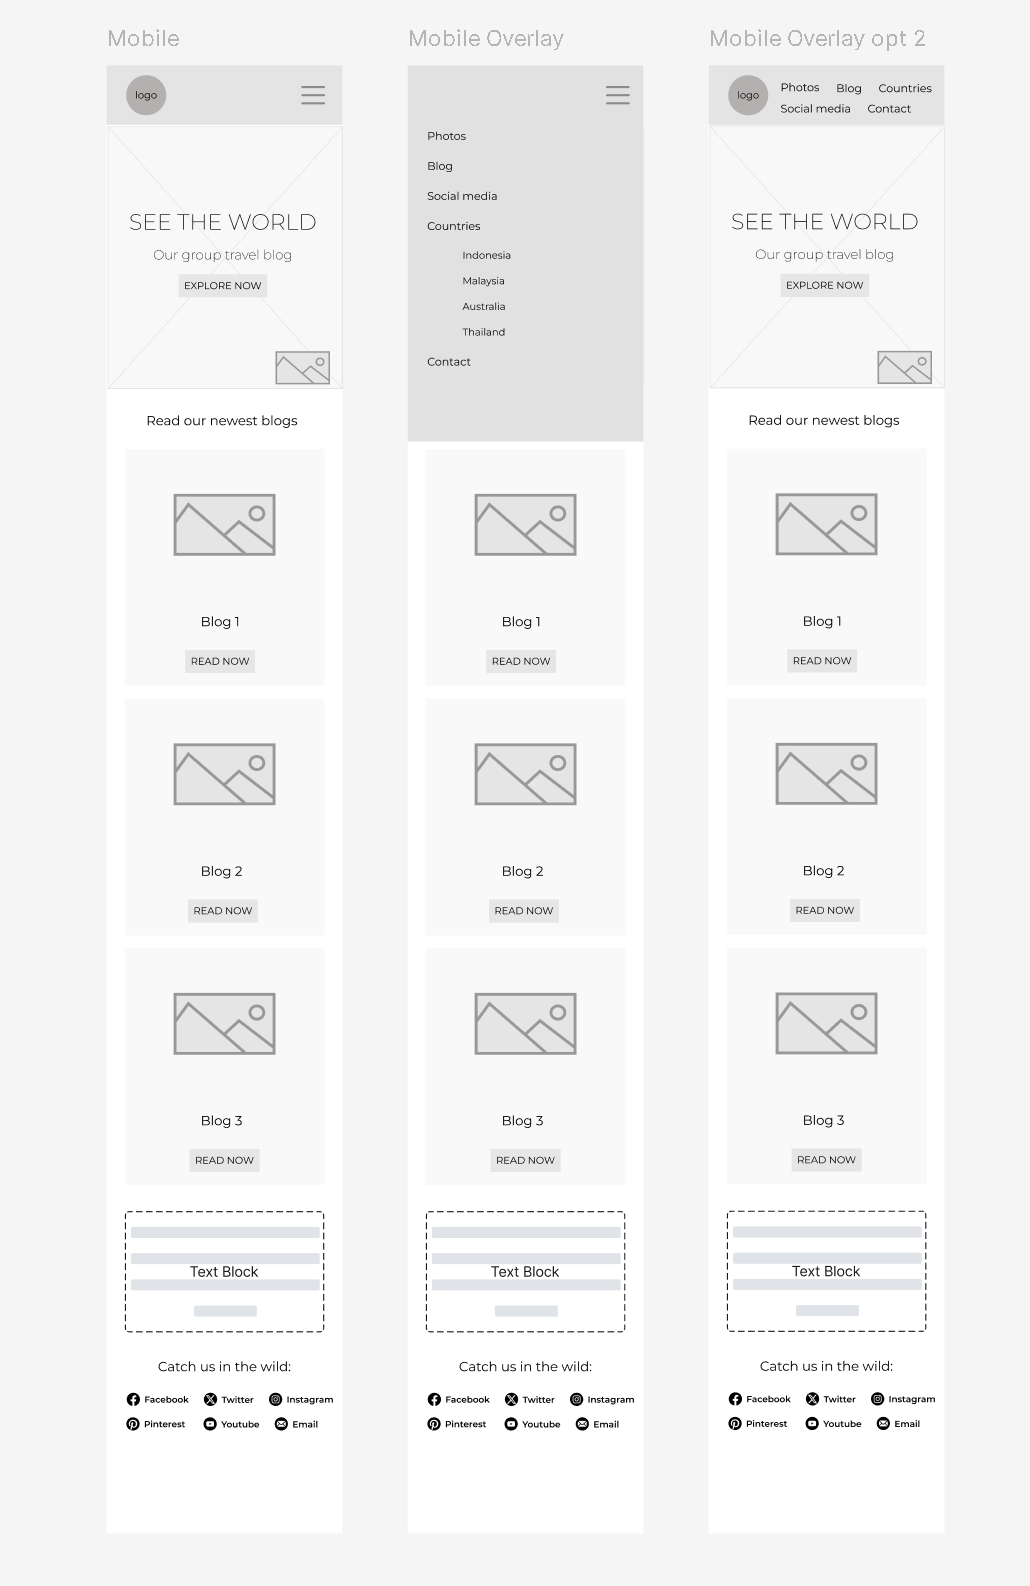 Mobile
logo
SEE THE WORLD
Our group travel blog
EXPLORE NOW
Read our newest blogs
Blog 1
READ NOW
Blog 2
READ NOW
Blog 3
READ NOW
Text Block
Catch us in the wild:
Facebook Twitter Instagram
Pinterest Youtube Email
Mobile Overlay
Photos
Blog
Social media
Countries
Indonesia
Malaysia
Australia
Thailand
Contact
Blog 1
READ NOW
Blog 2
READ NOW
Blog 3
READ NOW
Text Block
Catch us in the wild:
Facebook Twitter Instagram
Pinterest Youtube Email
Mobile Overlay opt 2
logo
Photos Blog Countries
Social media Contact
SEE THE WORLD
Our group travel blog
EXPLORE NOW
Read our newest blogs
Blog 1
READ NOW
Blog 2
READ NOW
Blog 3
READ NOW
Text Block
Catch us in the wild:
Facebook Twitter Instagram
Pinterest Youtube Email